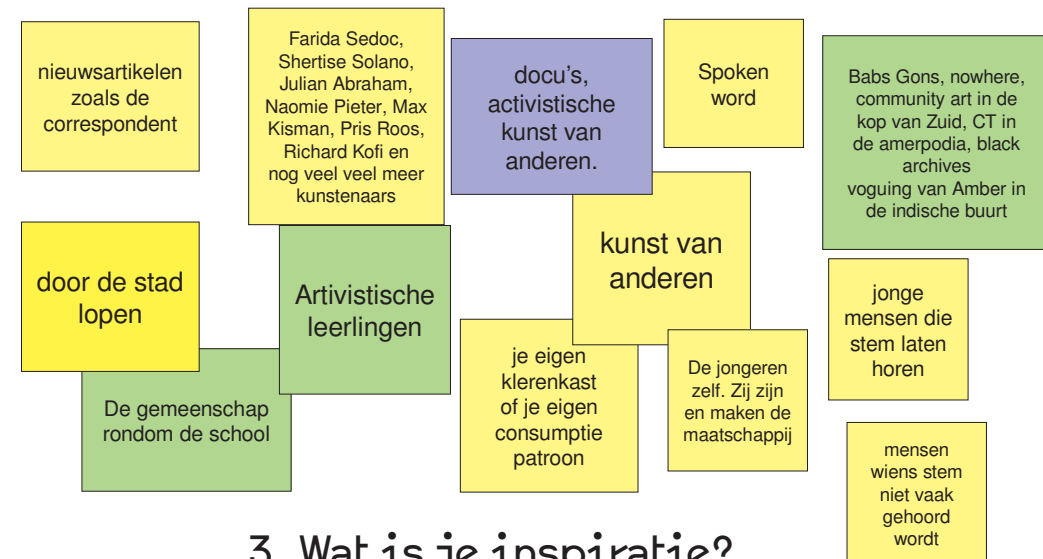 nieuwsartikelen
zoals de
correspondent
Farida Sedoc,
Shertise Solano,
Julian Abraham,
Naomie Pieter, Max
Kisman, Pris Roos,
Richard Kofi en
nog veel veel meer
kunstenaars
docu's,
activistische
kunst van
anderen.
Spoken
word
Babs Gons, nowhere,
community art in de
kop van Zuid, CT in
de amerpodia, black
archives
voguing van Amber in
de indische buurt
door de stad
lopen
Artivistische
leerlingen
kunst van
anderen
jonge
mensen die
stem laten
horen
De gemeenschap
rondom de school
je eigen
klerenkast
of je eigen
consumptie
patroon
De jongeren
zelf. Zij zijn
en maken de
maatschappij
mensen
wiens stem
niet vaak
gehoord
wordt
3. Wat is je inspiratie?